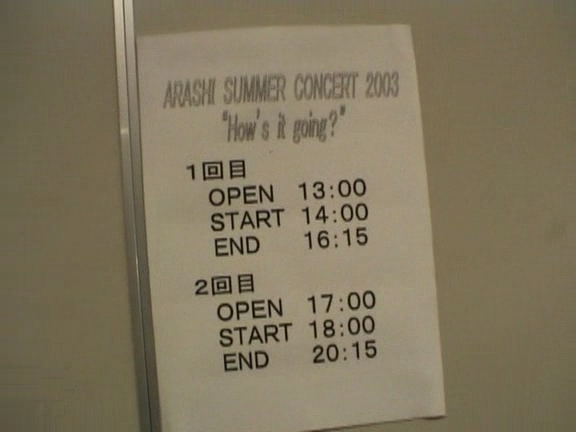 ARASHI SUMMER CONCERT 2003
"How's it going?"
1回目
OPEN 13:00
START 14:00
END 16:15
2回目
OPEN 17:00
START 18:00
END 20:15